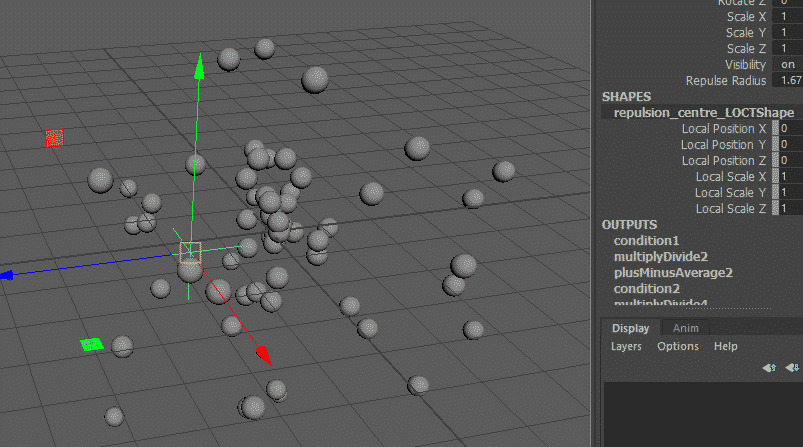 Rotate Z 0
Scale X 1
Scale Y 1
Scale Z 1
Visibility on
Repulse Radius 1.67
SHAPES
repulsion_centre_LOCTShape
Local Position X 0
Local Position Y 0
Local Position Z 0
Local Scale X 1
Local Scale Y 1
Local Scale Z 1
OUTPUTS
condition1
multiplyDivide2
plusMinusAverage2
condition2
multiplyDivide4
Display Anim
Layers Options Help